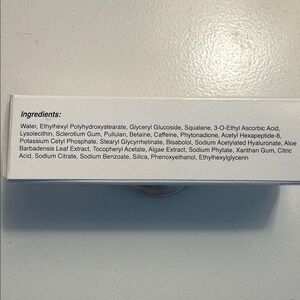 Ingredients:
Water, Ethylhexyl Polyhydroxystearate, Glyceryl Glucoside, Squalane, 3-O-Ethyl Ascorbic Acid,
Lysolecithin, Sclerotium Gum, Pullulan, Betaine, Caffeine, Phytonadione, Acetyl Hexapeptide-8,
Potassium Cetyl Phosphate, Stearyl Glycyrrhetinate, Bisabolol, Sodium Acetylated Hyaluronate, Aloe
Barbadensis Leaf Extract, Tocopheryl Acetate, Algae Extract, Sodium Phytate, Xanthan Gum, Citric
Acid, Sodium Citrate, Sodium Benzoate, Silica, Phenoxyethanol, Ethylhexylglycerin